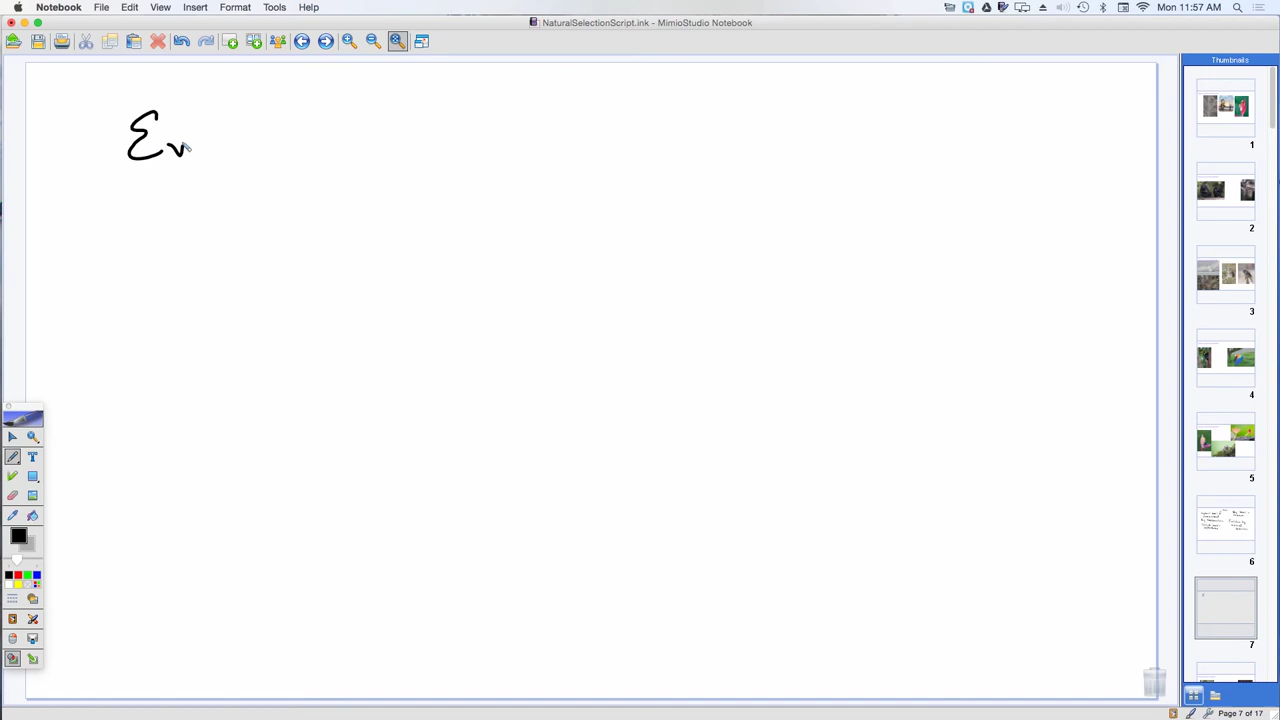 Notebook File Edit View Insert Format Tools Help Mon 11:57 AM
NaturalSelectionScript.ink - MimioStudio Notebook
Thumbnails
Ev
1
2
3
4
5
6
7
Page 7 of 17